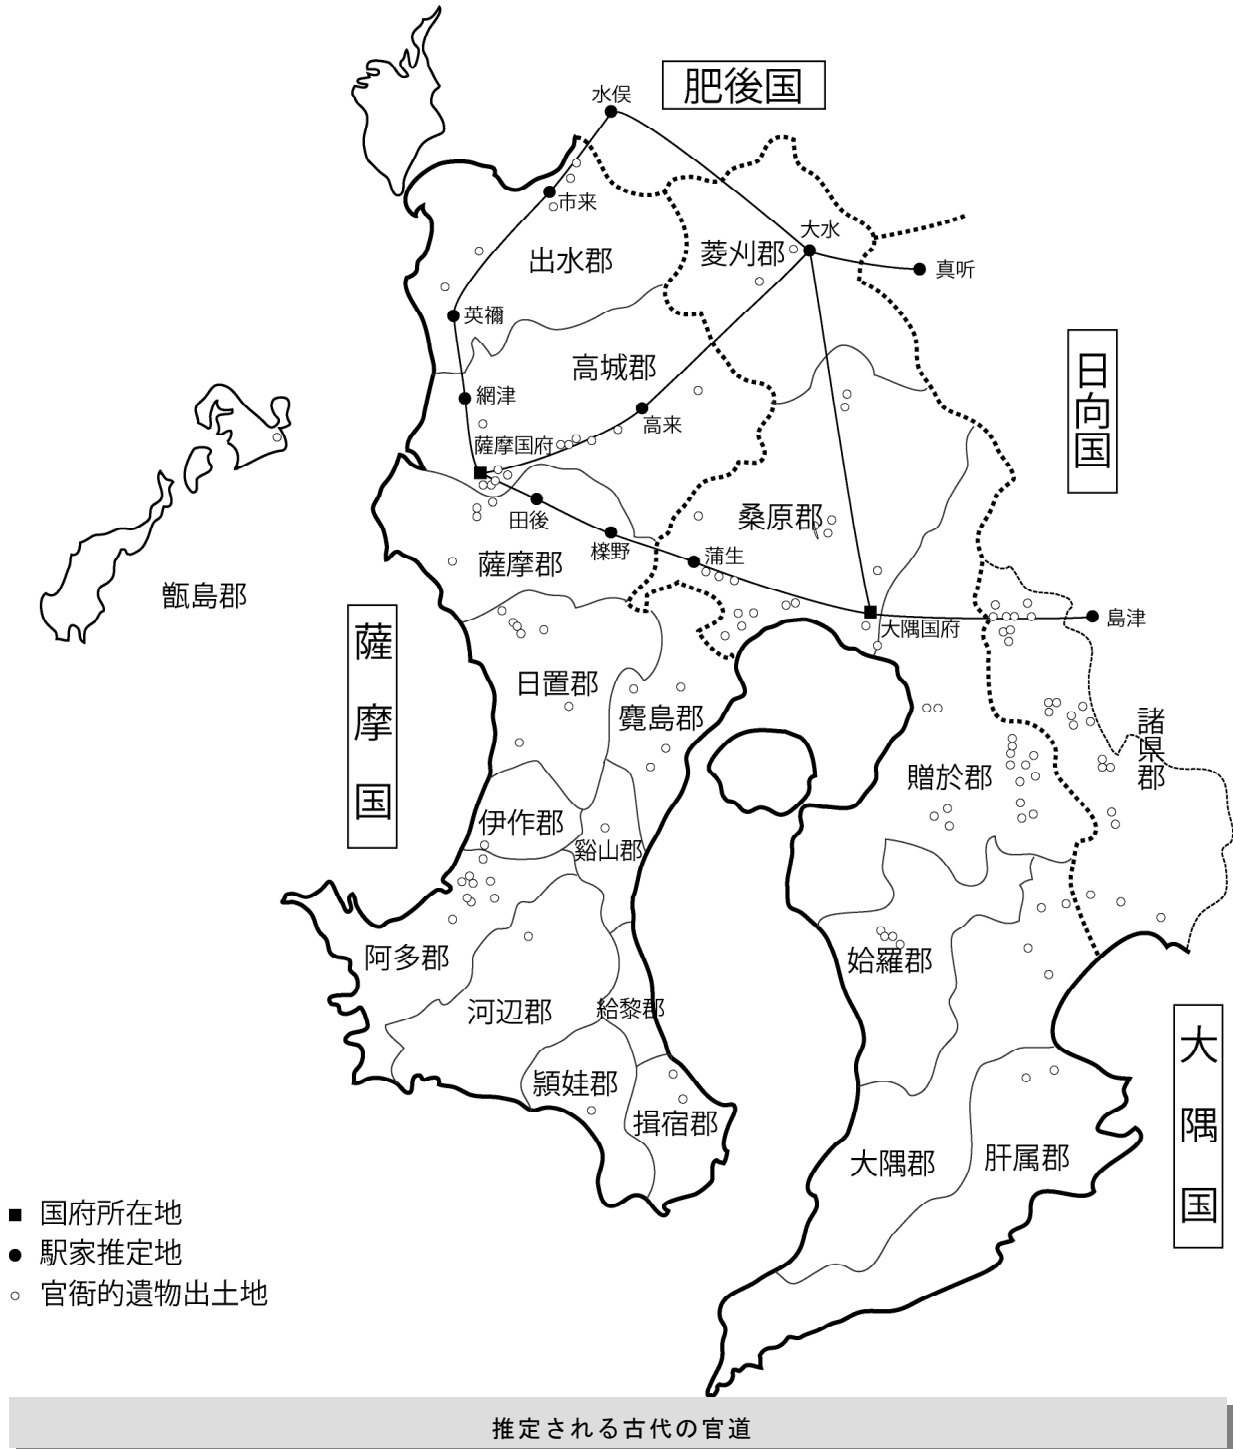 水俣
肥後国
市来
大水
出水郡
菱刈郡
真昕
英禰
高城郡
日向国
網津
高来
薩摩国府
田後
桑原郡
櫟野
蒲生
薩摩郡
甑島郡
島津
大隅国府
薩摩国
日置郡
麑島郡
諸県郡
贈於郡
伊作郡
谿山郡
阿多郡
姶羅郡
河辺郡
給黎郡
大隅国
頴娃郡
揖宿郡
大隅郡
肝属郡
■ 国府所在地
● 駅家推定地
○ 官衙的遺物出土地
推定される古代の官道